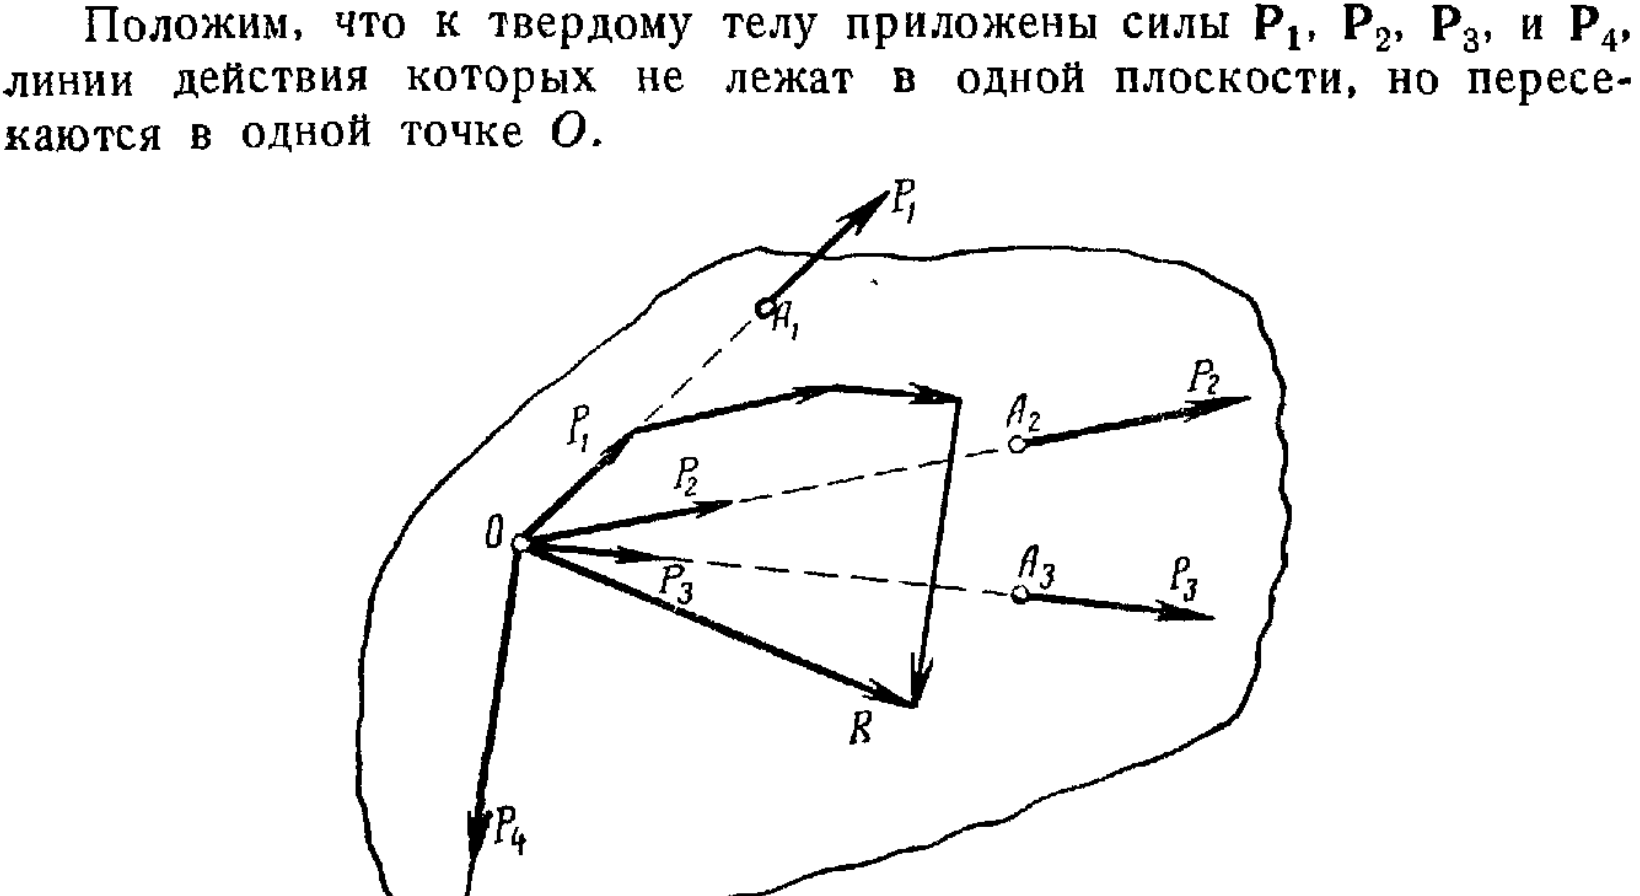 Положим, что к твердому телу приложены силы P₁, P₂, P₃, и P₄,
линии действия которых не лежат в одной плоскости, но пересе-
каются в одной точке O.
P₁
A₁
P₂
A₂
P₁
P₂
O
A₃
P₃
P₃
R
P₄